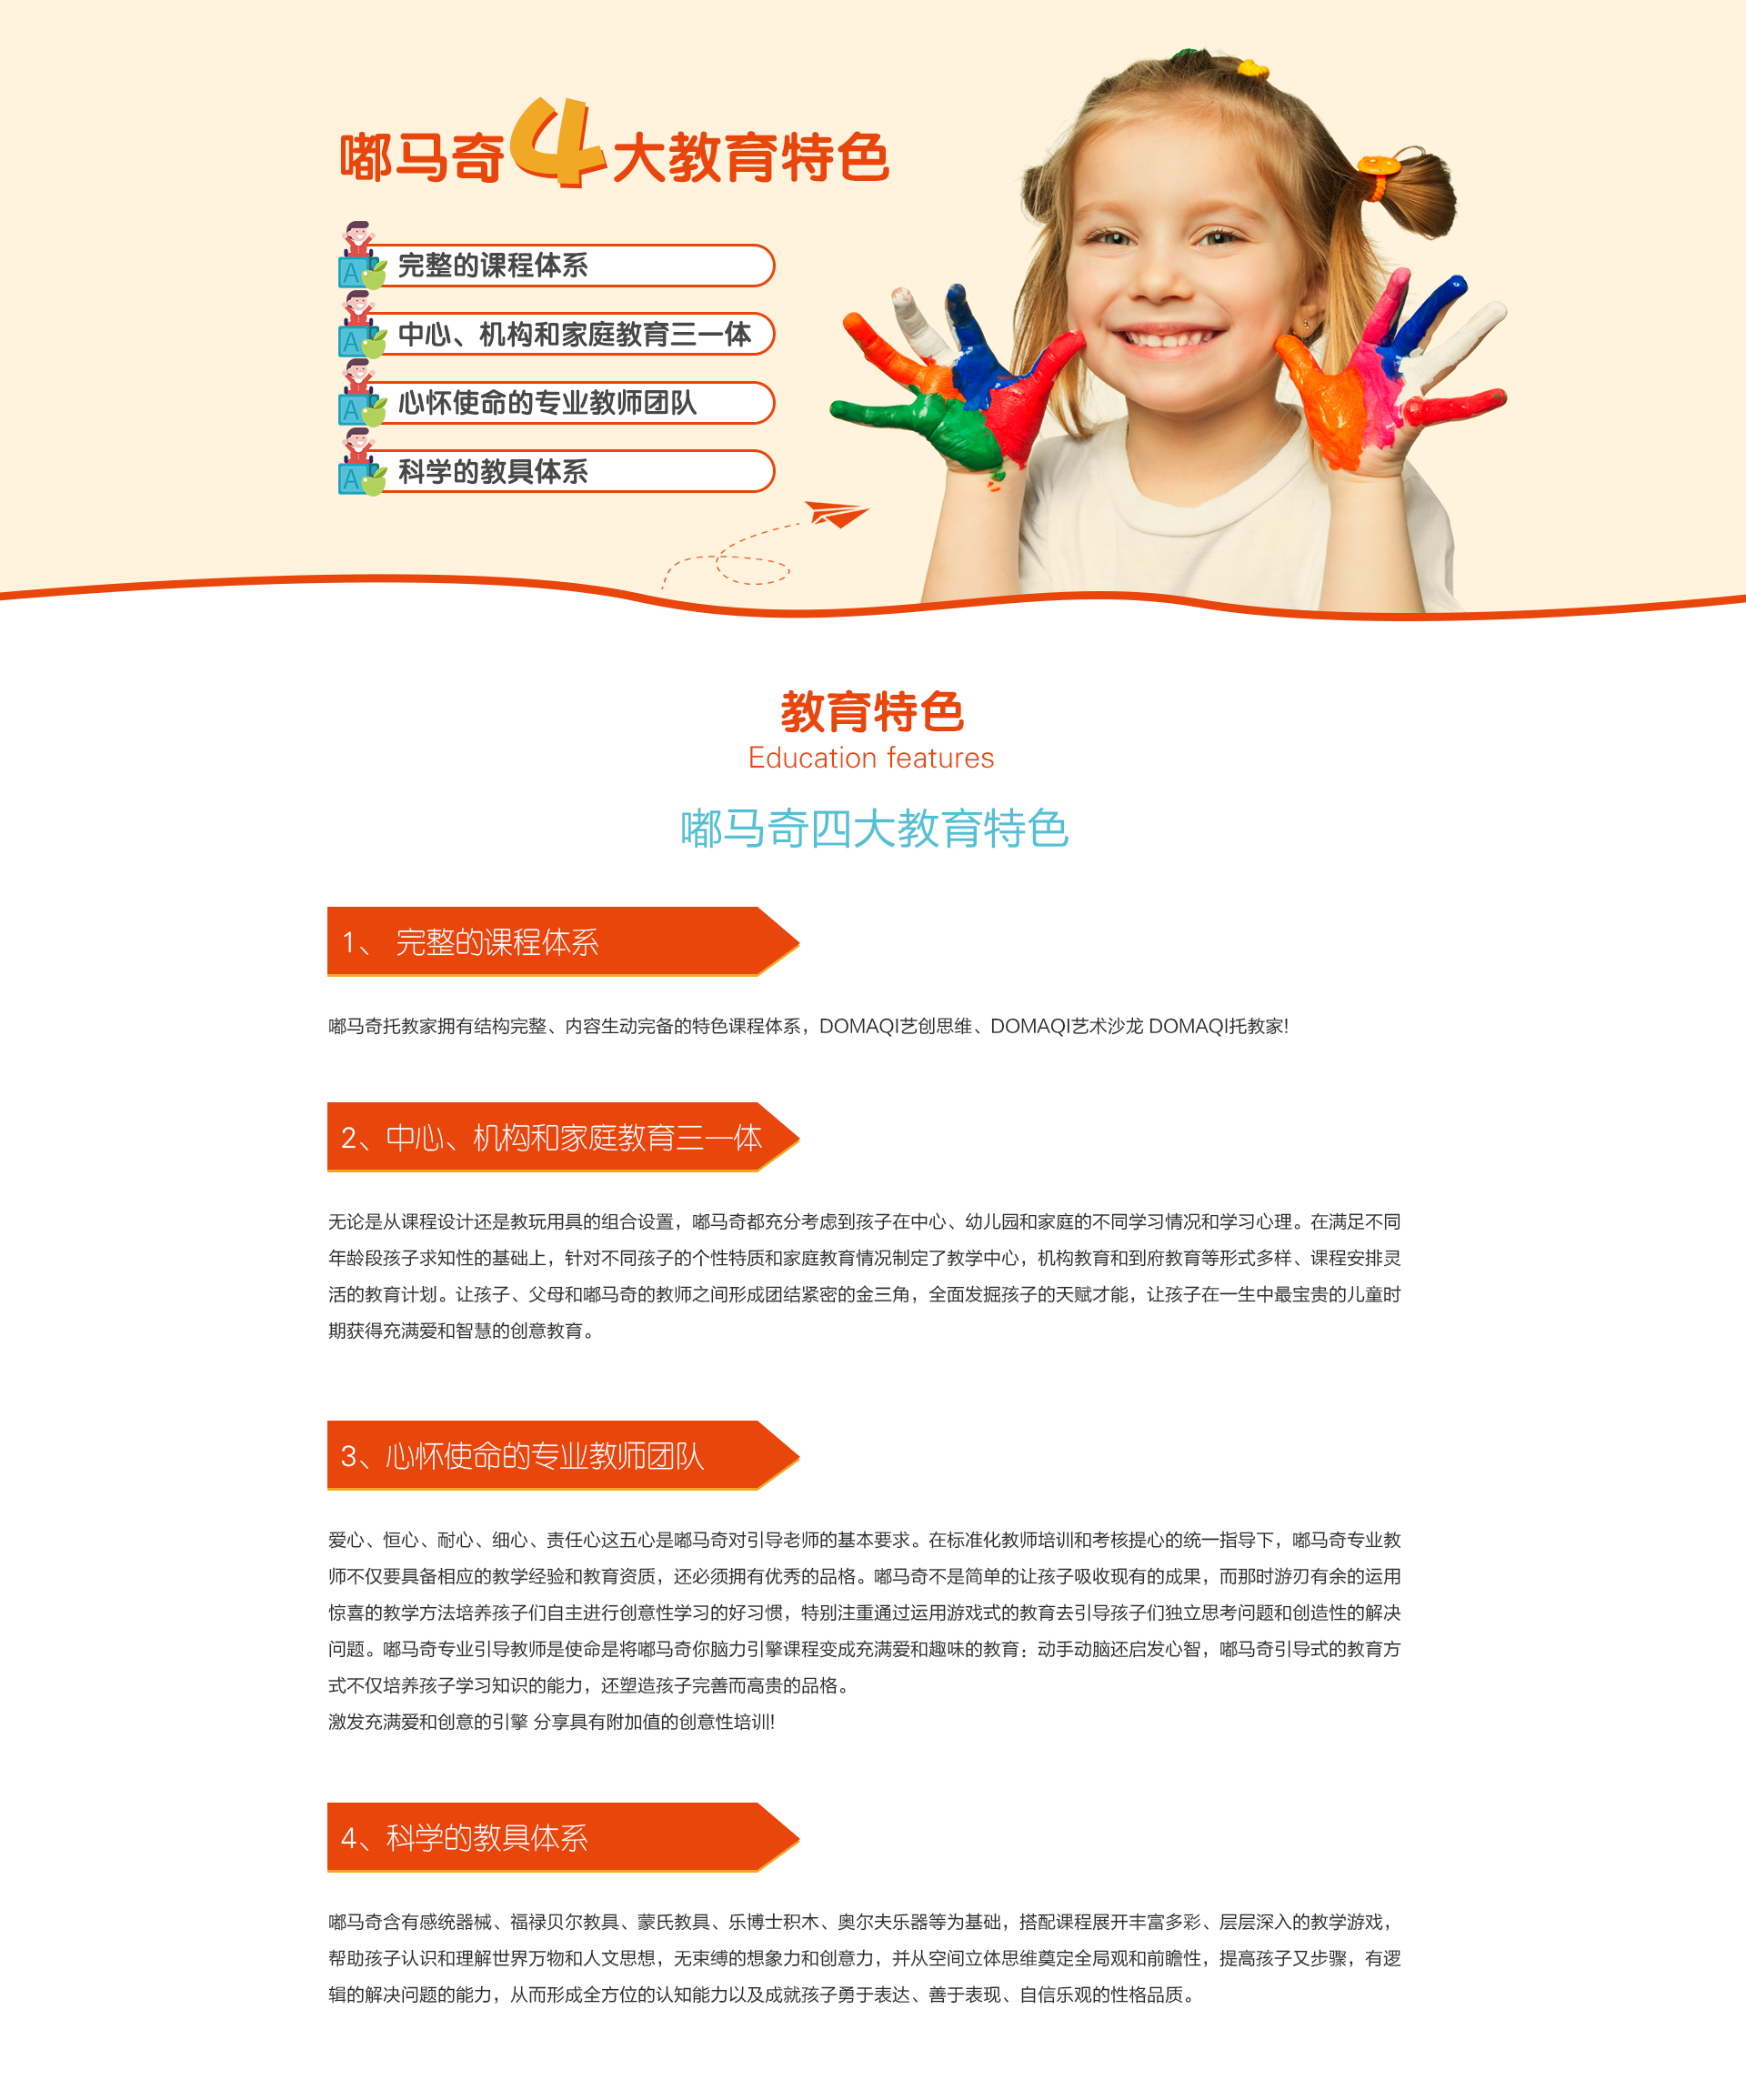 嘟马奇4大教育特色
完整的课程体系
中心、机构和家庭教育三一体
心怀使命的专业教师团队
科学的教具体系
教育特色
Education features
嘟马奇四大教育特色
1、 完整的课程体系
嘟马奇托教家拥有结构完整、内容生动完备的特色课程体系，DOMAQI艺创思维、DOMAQI艺术沙龙 DOMAQI托教家!
2、中心、机构和家庭教育三一体
无论是从课程设计还是教玩用具的组合设置，嘟马奇都充分考虑到孩子在中心、幼儿园和家庭的不同学习情况和学习心理。在满足不同
年龄段孩子求知性的基础上，针对不同孩子的个性特质和家庭教育情况制定了教学中心，机构教育和到府教育等形式多样、课程安排灵
活的教育计划。让孩子、父母和嘟马奇的教师之间形成团结紧密的金三角，全面发掘孩子的天赋才能，让孩子在一生中最宝贵的儿童时
期获得充满爱和智慧的创意教育。
3、心怀使命的专业教师团队
爱心、恒心、耐心、细心、责任心这五心是嘟马奇对引导老师的基本要求。在标准化教师培训和考核提心的统一指导下，嘟马奇专业教
师不仅要具备相应的教学经验和教育资质，还必须拥有优秀的品格。嘟马奇不是简单的让孩子吸收现有的成果，而那时游刃有余的运用
惊喜的教学方法培养孩子们自主进行创意性学习的好习惯，特别注重通过运用游戏式的教育去引导孩子们独立思考问题和创造性的解决
问题。嘟马奇专业引导教师是使命是将嘟马奇你脑力引擎课程变成充满爱和趣味的教育；动手动脑还启发心智，嘟马奇引导式的教育方
式不仅培养孩子学习知识的能力，还塑造孩子完善而高贵的品格。
激发充满爱和创意的引擎 分享具有附加值的创意性培训!
4、科学的教具体系
嘟马奇含有感统器械、福禄贝尔教具、蒙氏教具、乐博士积木、奥尔夫乐器等为基础，搭配课程展开丰富多彩、层层深入的教学游戏，
帮助孩子认识和理解世界万物和人文思想，无束缚的想象力和创意力，并从空间立体思维奠定全局观和前瞻性，提高孩子又步骤，有逻
辑的解决问题的能力，从而形成全方位的认知能力以及成就孩子勇于表达、善于表现、自信乐观的性格品质。